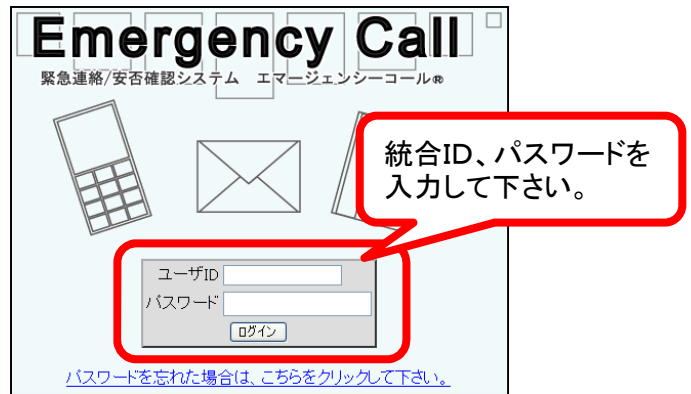 Emergency Call
緊急連絡/安否確認システム エマージェンシーコール®
統合ID、パスワードを
入力して下さい。
ユーザID
パスワード
ログイン
パスワードを忘れた場合は、こちらをクリックして下さい。